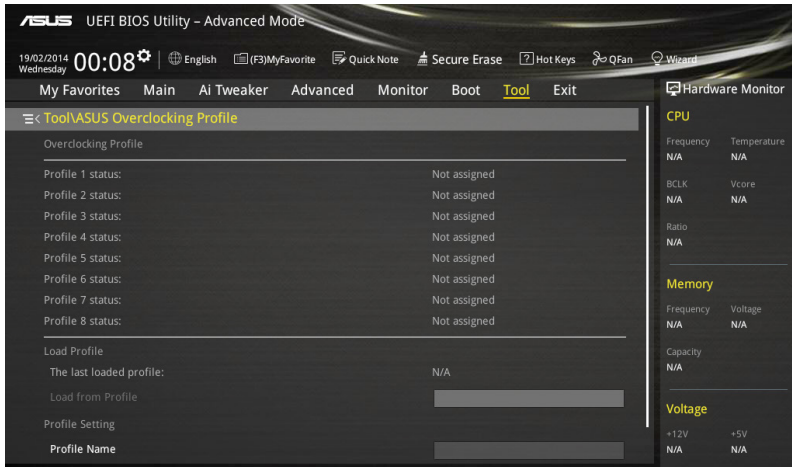 ASUS UEFI BIOS Utility – Advanced Mode
19/02/2014 Wednesday 00:08 English (F3)MyFavorite Quick Note Secure Erase ? Hot Keys QFan Wizard
My Favorites Main Ai Tweaker Advanced Monitor Boot Tool Exit
Tool\ASUS Overclocking Profile
Overclocking Profile
Profile 1 status: Not assigned
Profile 2 status: Not assigned
Profile 3 status: Not assigned
Profile 4 status: Not assigned
Profile 5 status: Not assigned
Profile 6 status: Not assigned
Profile 7 status: Not assigned
Profile 8 status: Not assigned
Load Profile
The last loaded profile: N/A
Load from Profile
Profile Setting
Profile Name
Hardware Monitor
CPU
Frequency Temperature
N/A N/A
BCLK Vcore
N/A N/A
Ratio
N/A
Memory
Frequency Voltage
N/A N/A
Capacity
N/A
Voltage
+12V +5V
N/A N/A